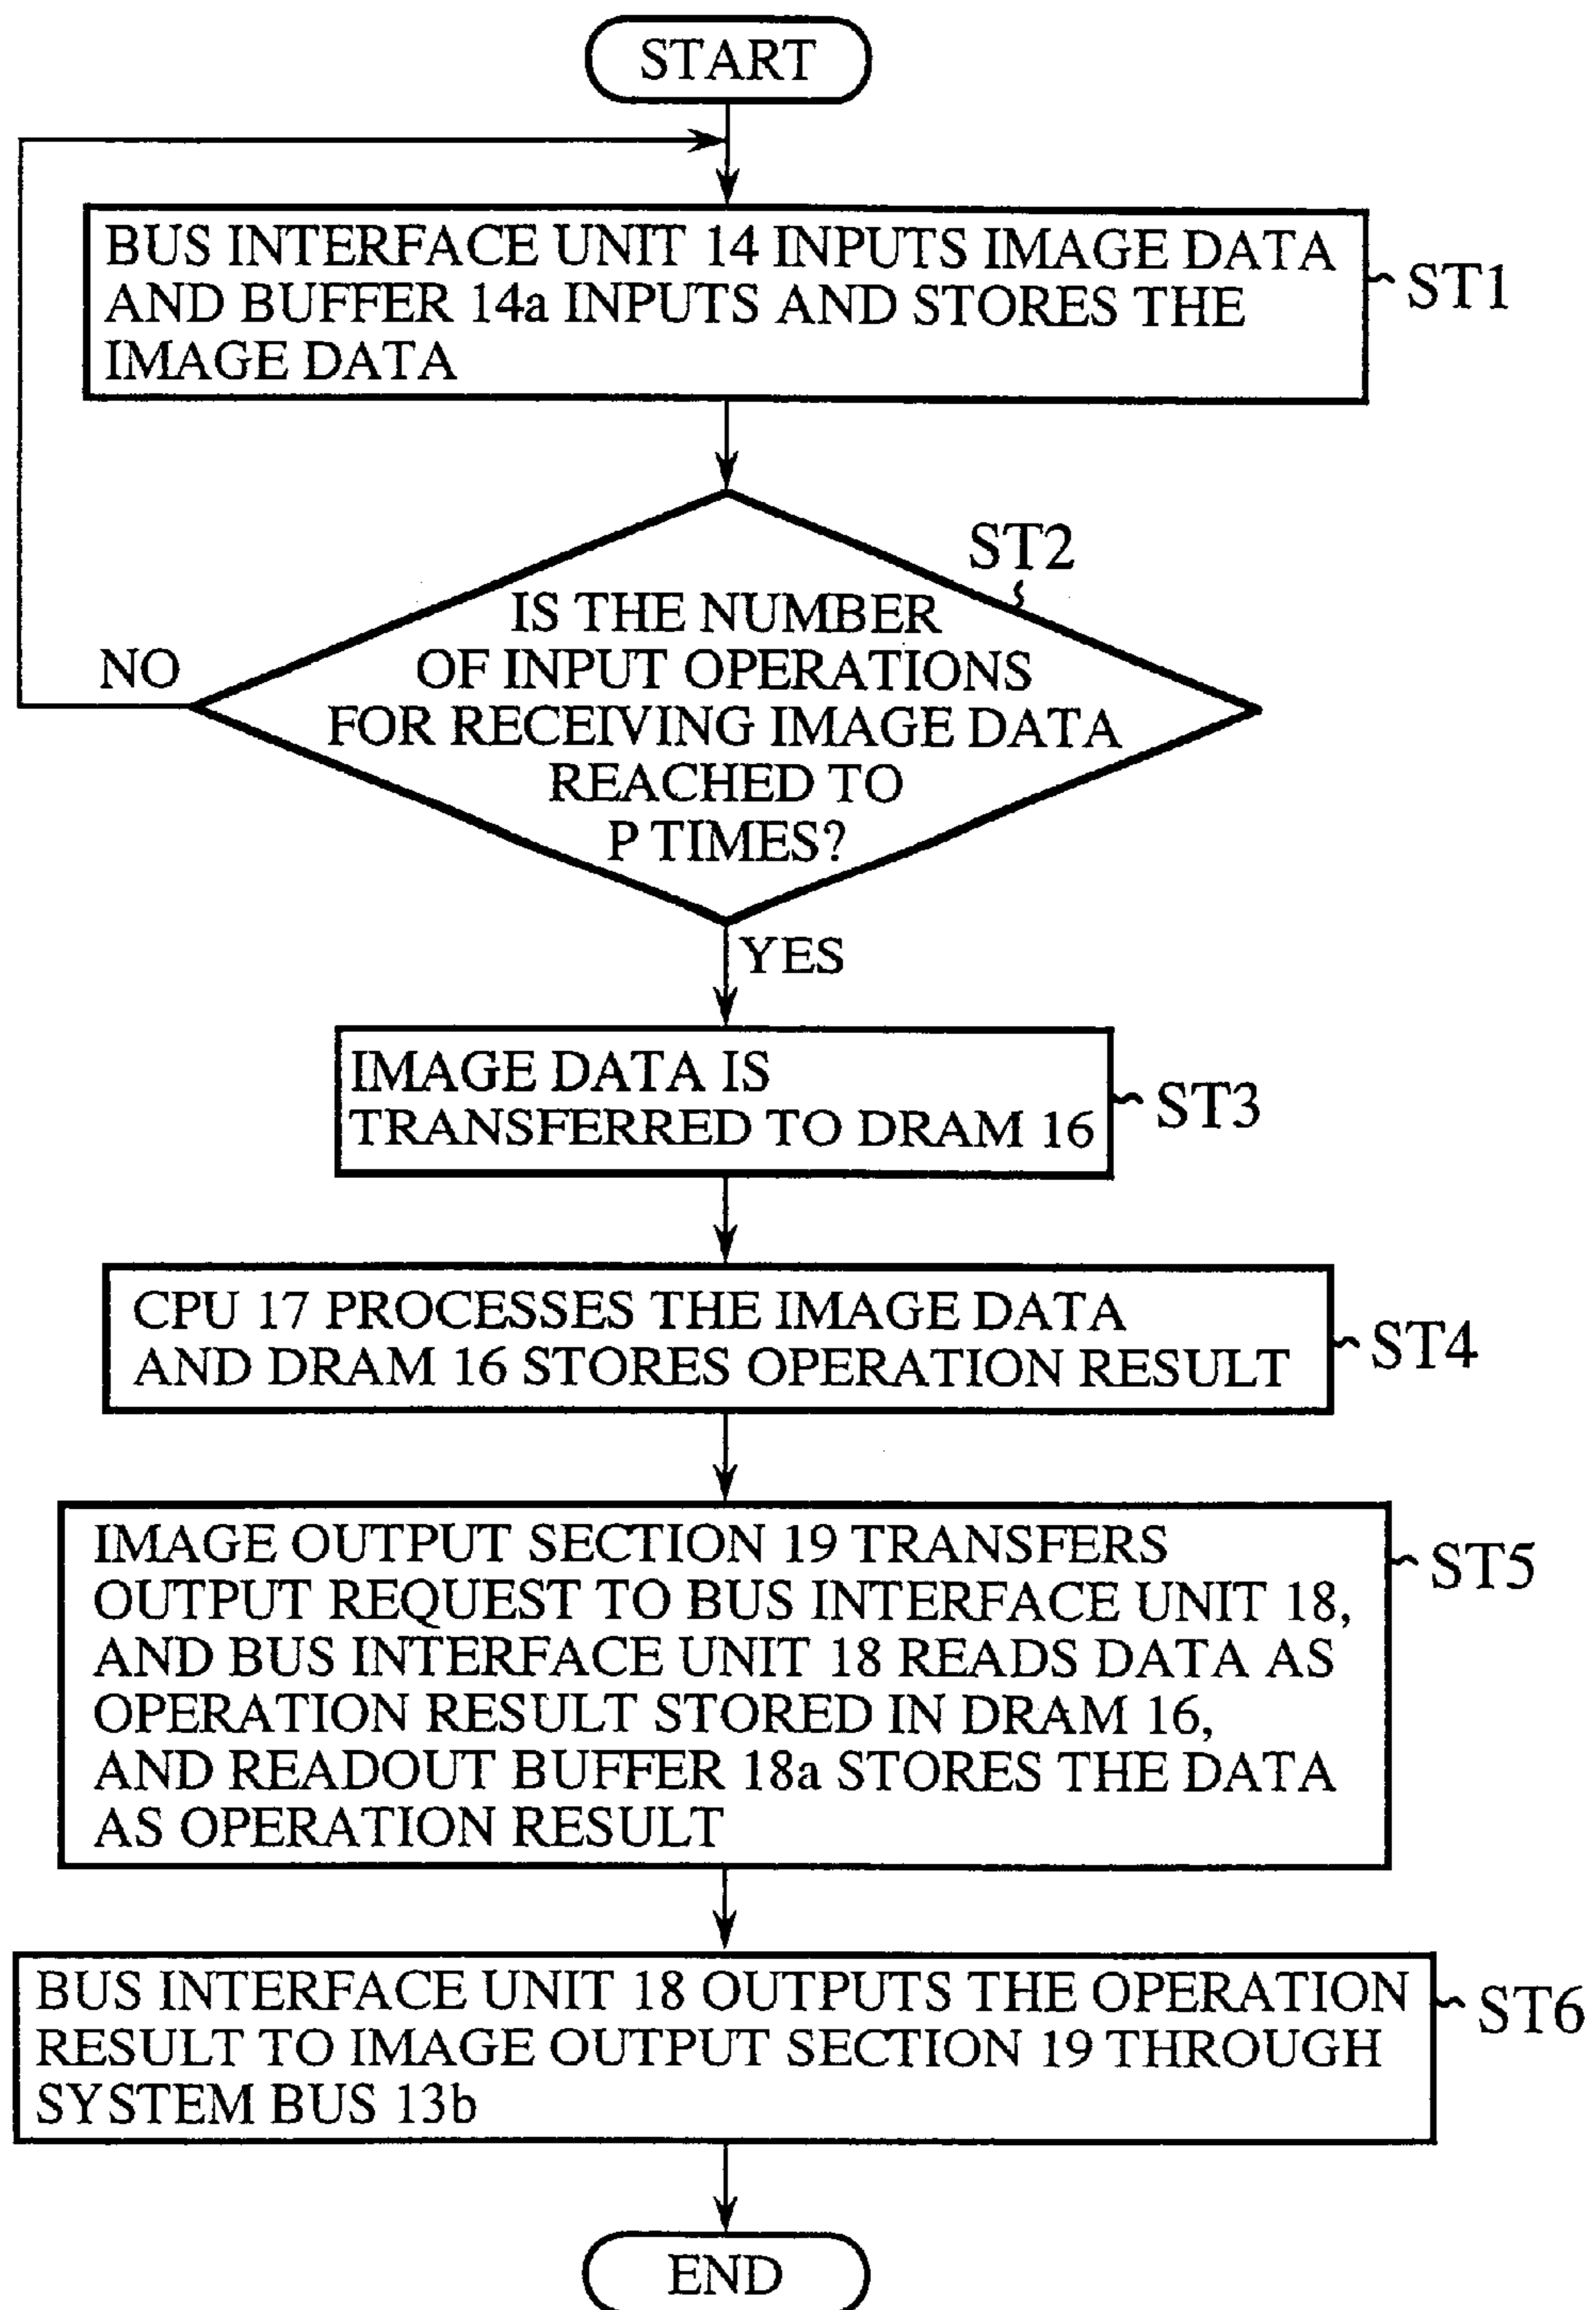 START
BUS INTERFACE UNIT 14 INPUTS IMAGE DATA
AND BUFFER 14a INPUTS AND STORES THE
IMAGE DATA
ST1
ST2
IS THE NUMBER
OF INPUT OPERATIONS
FOR RECEIVING IMAGE DATA
REACHED TO
P TIMES?
NO
YES
IMAGE DATA IS
TRANSFERRED TO DRAM 16
ST3
CPU 17 PROCESSES THE IMAGE DATA
AND DRAM 16 STORES OPERATION RESULT
ST4
IMAGE OUTPUT SECTION 19 TRANSFERS
OUTPUT REQUEST TO BUS INTERFACE UNIT 18,
AND BUS INTERFACE UNIT 18 READS DATA AS
OPERATION RESULT STORED IN DRAM 16,
AND READOUT BUFFER 18a STORES THE DATA
AS OPERATION RESULT
ST5
BUS INTERFACE UNIT 18 OUTPUTS THE OPERATION
RESULT TO IMAGE OUTPUT SECTION 19 THROUGH
SYSTEM BUS 13b
ST6
END